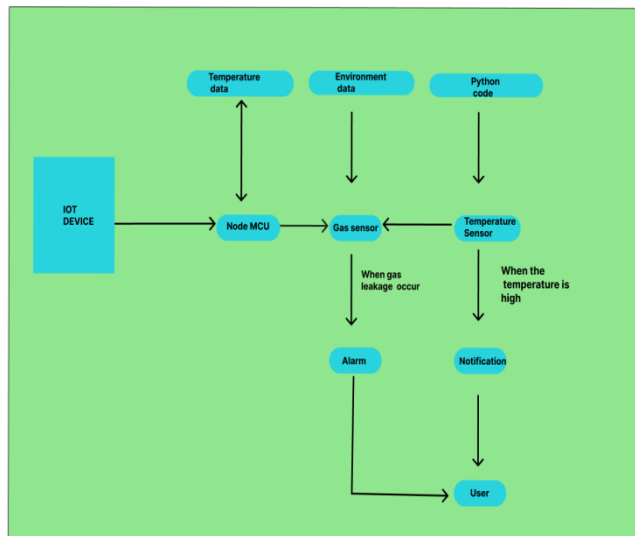 Temperature
data
Environment
data
Python
code
IOT
DEVICE
Node MCU
Gas sensor
Temperature
Sensor
When gas
leakage occur
When the
temperature is
high
Alarm
Notification
User